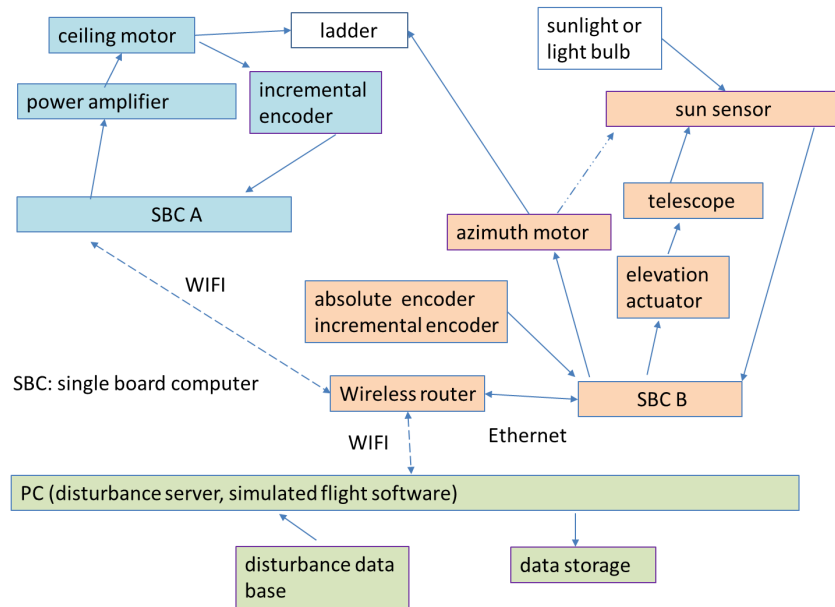 ceiling motor
ladder
sunlight or
light bulb
power amplifier
incremental
encoder
sun sensor
SBC A
telescope
azimuth motor
WIFI
elevation
actuator
absolute  encoder
incremental encoder
SBC: single board computer
Wireless router
SBC B
WIFI
Ethernet
PC (disturbance server, simulated flight software)
disturbance data
base
data storage